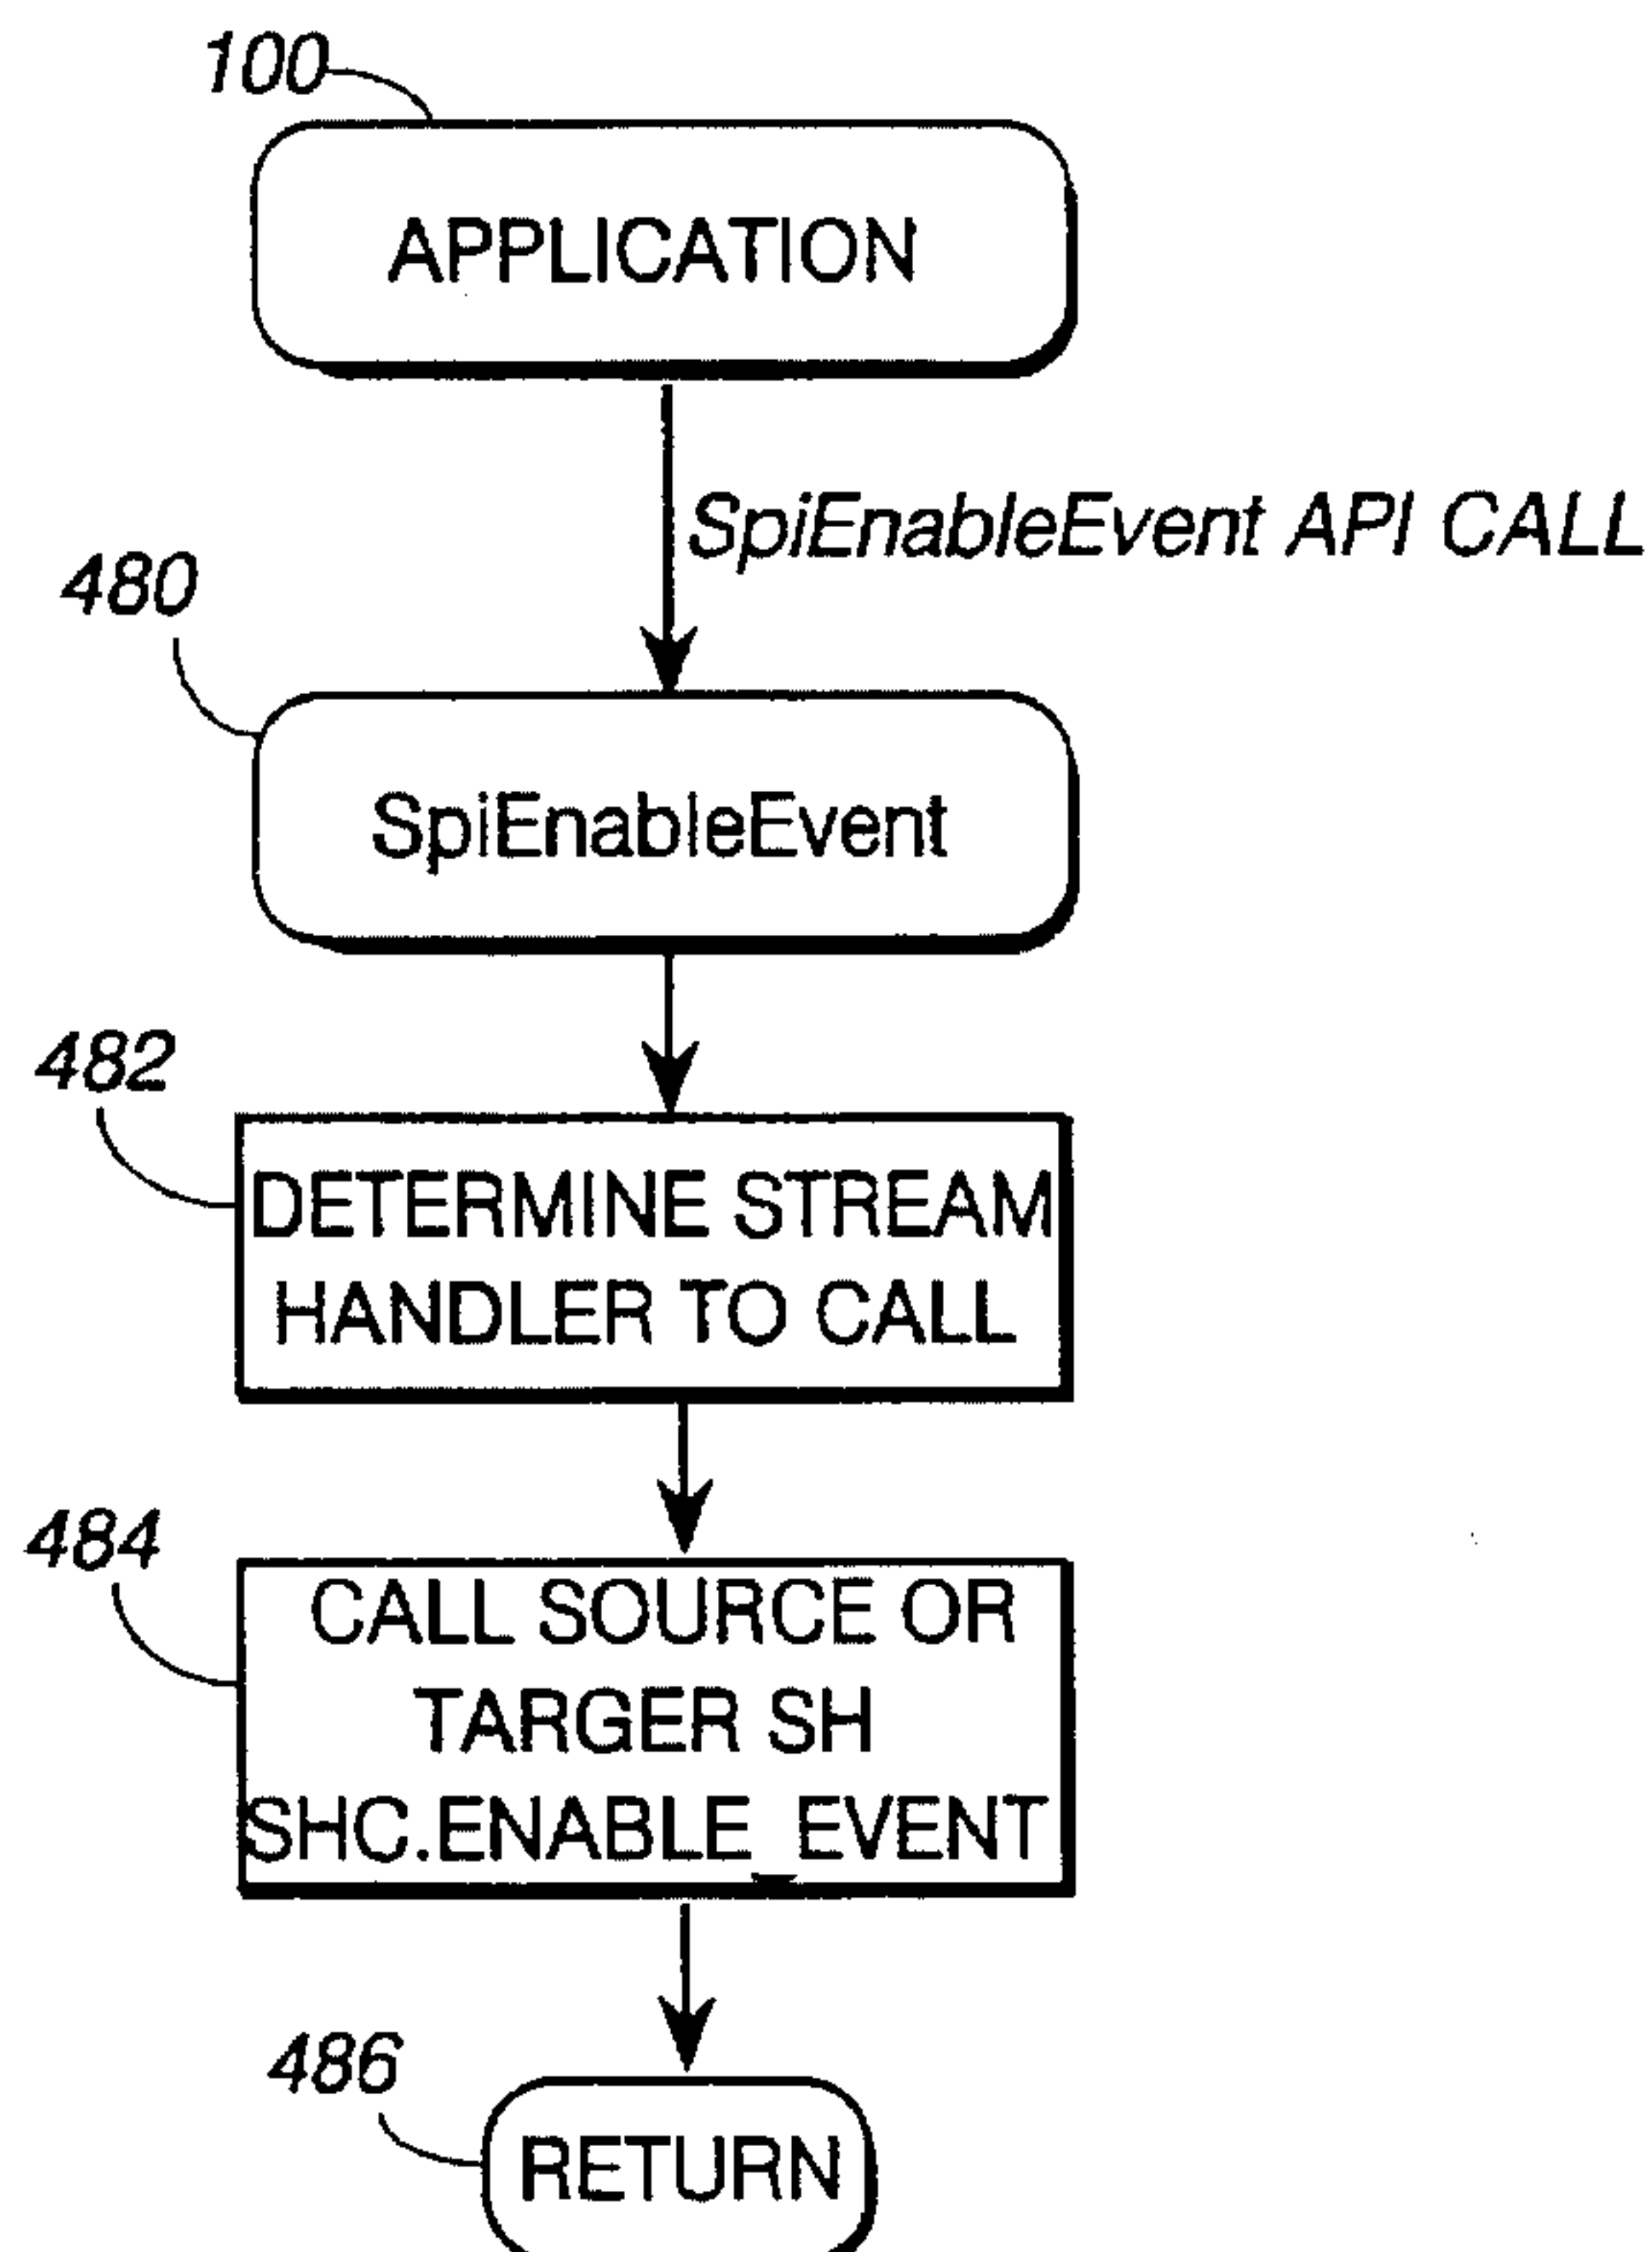 100
APPLICATION
SpiEnableEvent API CALL
480
SpiEnableEvent
482
DETERMINE STREAM
HANDLER TO CALL
484
CALL SOURCE OR
TARGER SH
SHC.ENABLE_EVENT
486
RETURN